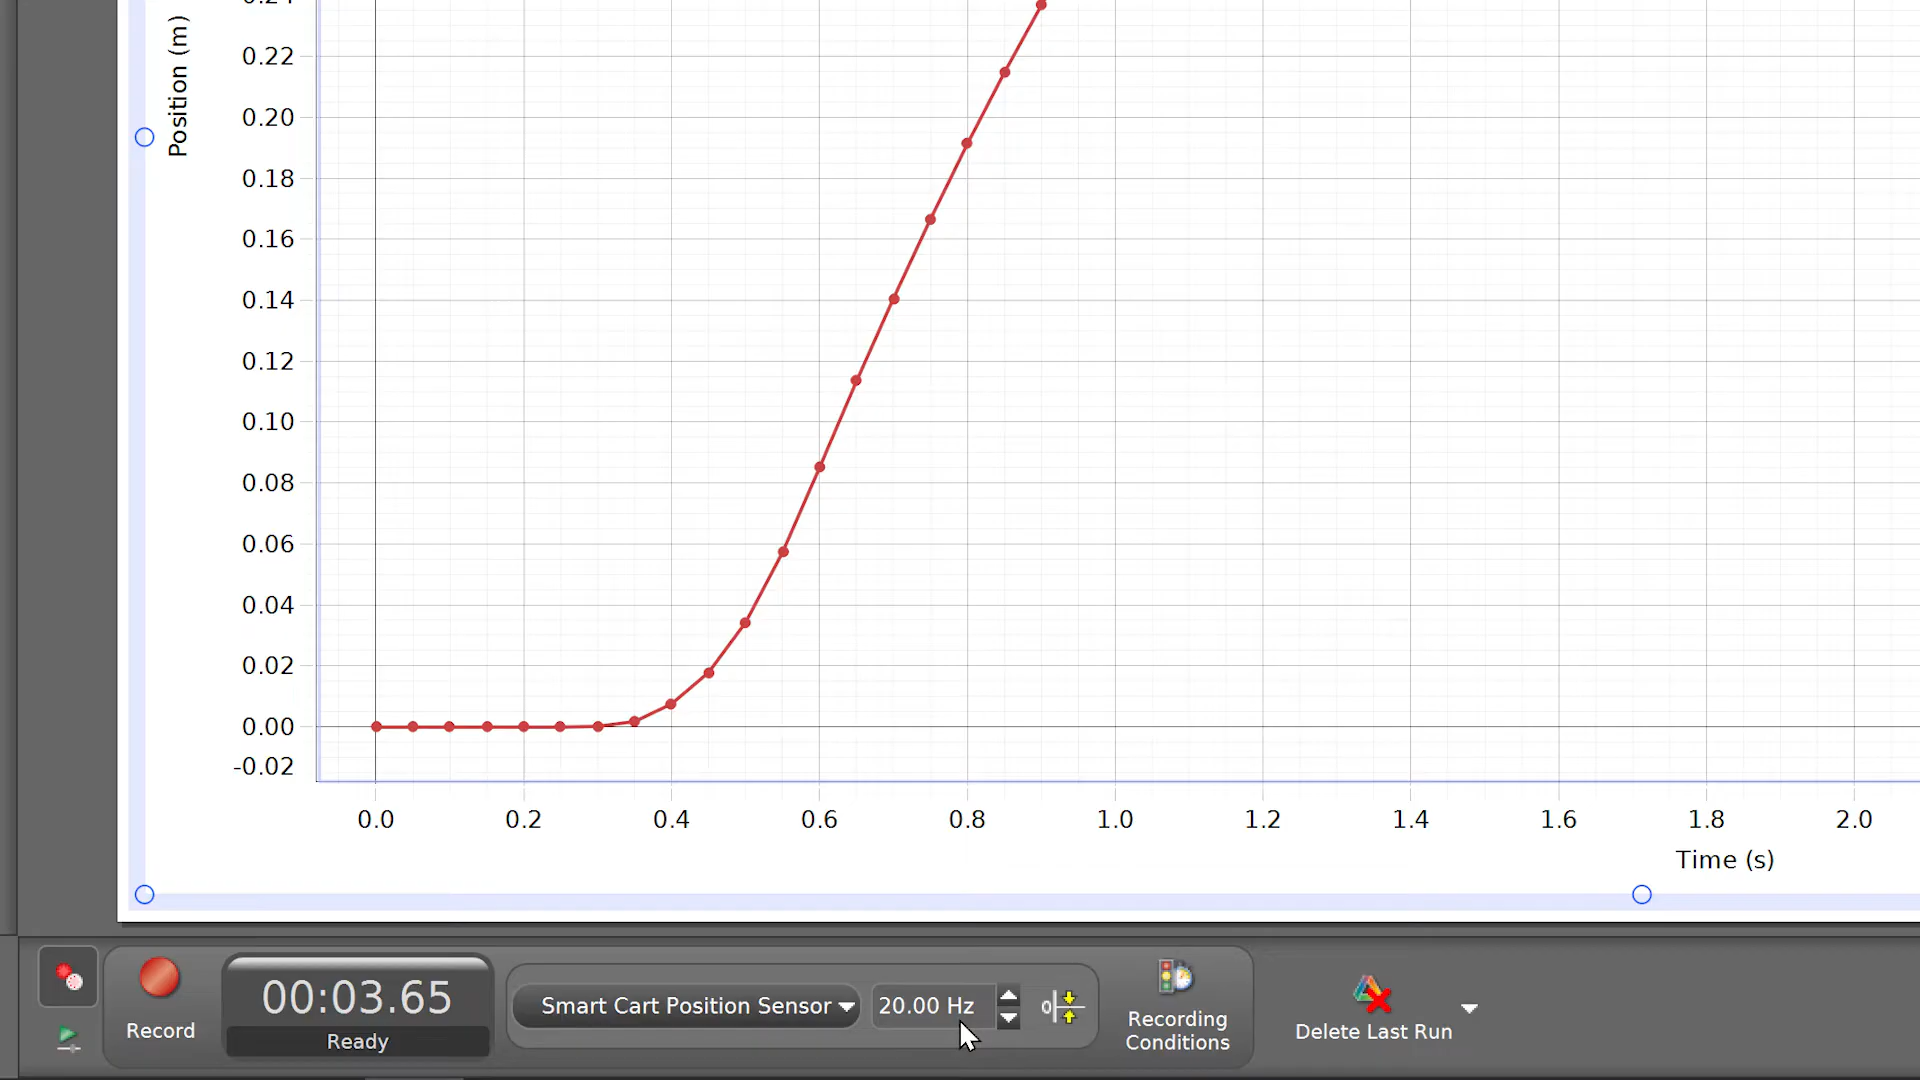 Position (m)
0.24
0.22
0.20
0.18
0.16
0.14
0.12
0.10
0.08
0.06
0.04
0.02
0.00
-0.02
0.0 0.2 0.4 0.6 0.8 1.0 1.2 1.4 1.6 1.8 2.0
Time (s)
Record
00:03.65
Ready
Smart Cart Position Sensor
20.00 Hz
Recording
Conditions
Delete Last Run